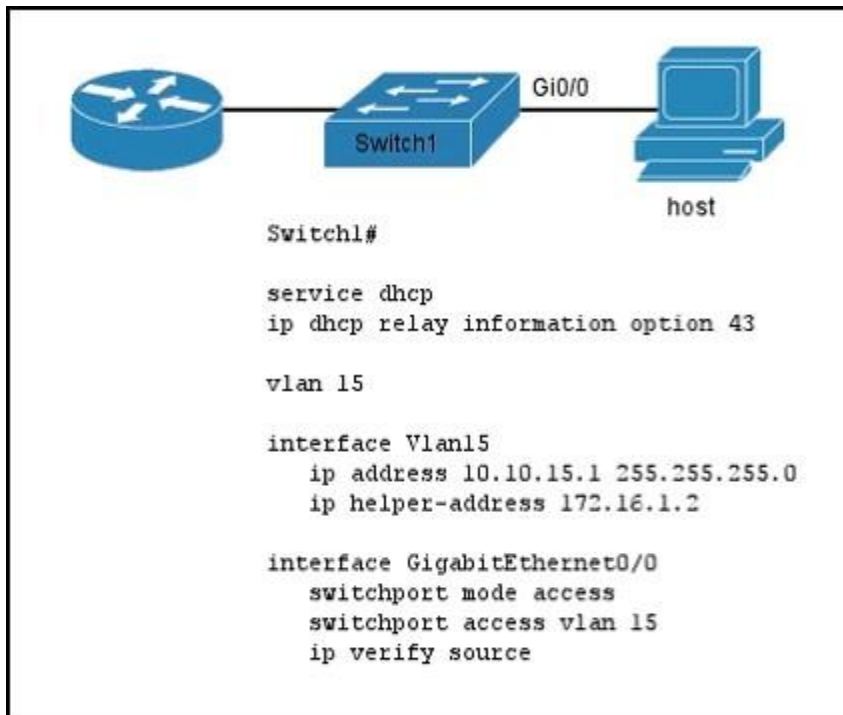 Gi0/0
Switch1
host
Switch1#
service dhcp
ip dhcp relay information option 43
vlan 15
interface Vlan15
ip address 10.10.15.1 255.255.255.0
ip helper-address 172.16.1.2
interface GigabitEthernet0/0
switchport mode access
switchport access vlan 15
ip verify source